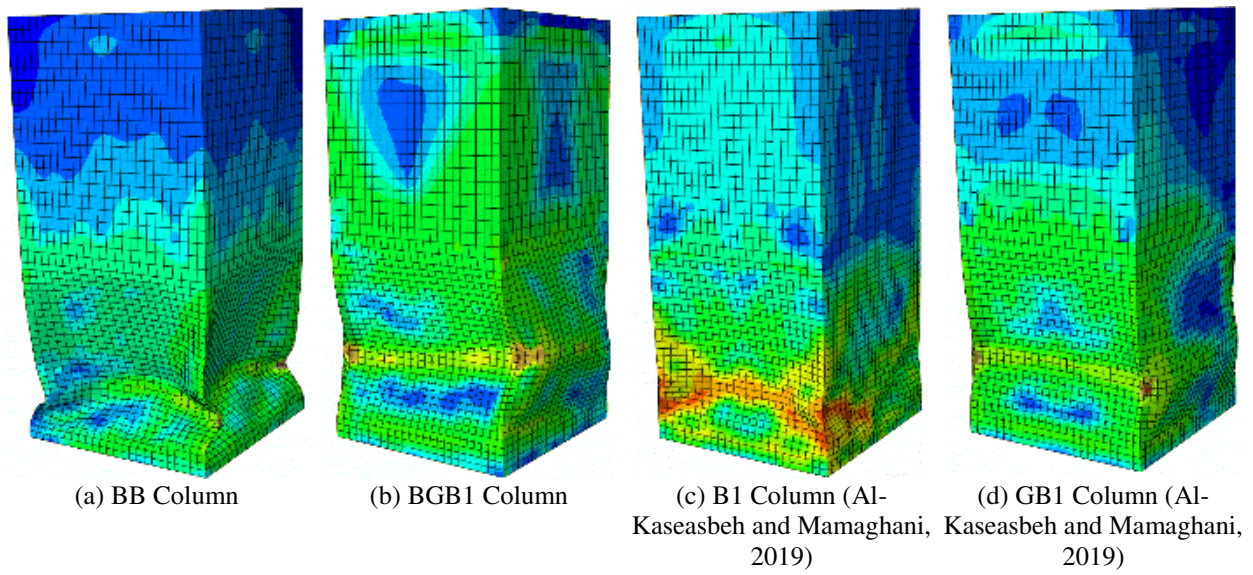 (a) BB Column
(b) BGB1 Column
(c) B1 Column (Al-
Kaseasbeh and Mamaghani,
2019)
(d) GB1 Column (Al-
Kaseasbeh and Mamaghani,
2019)